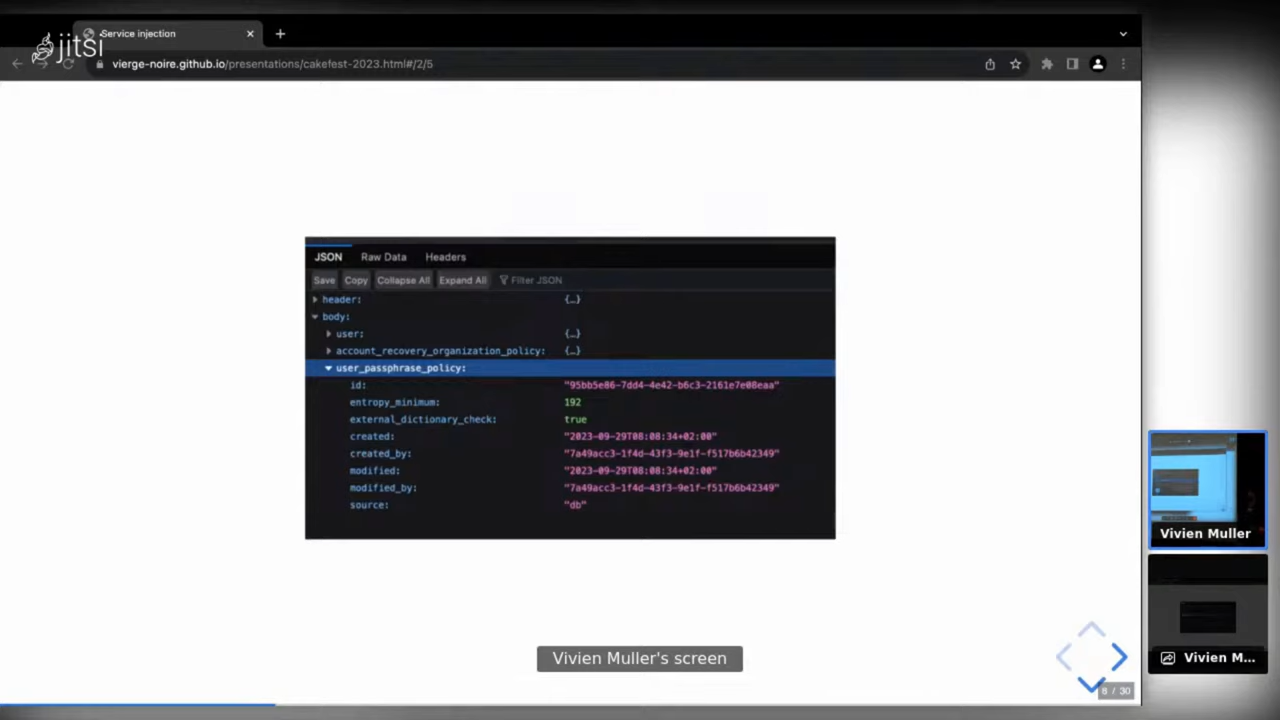 Service injection
jitsi
vierge-noire.github.io/presentations/cakefest-2023.html#/2/5
JSON Raw Data Headers
Save Copy Collapse All Expand All Filter JSON
header: {…}
body:
user: {…}
account_recovery_organization_policy: {…}
user_passphrase_policy:
id: "95bb5e86-7dd4-4e42-b6c3-2161e7e08eaa"
entropy_minimum: 192
external_dictionary_check: true
created: "2023-09-29T08:08:34+02:00"
created_by: "7a49acc3-1f4d-43f3-9e1f-f517b6b42349"
modified: "2023-09-29T08:08:34+02:00"
modified_by: "7a49acc3-1f4d-43f3-9e1f-f517b6b42349"
source: "db"
Vivien Muller
Vivien Muller's screen
Vivien M...
8 / 30